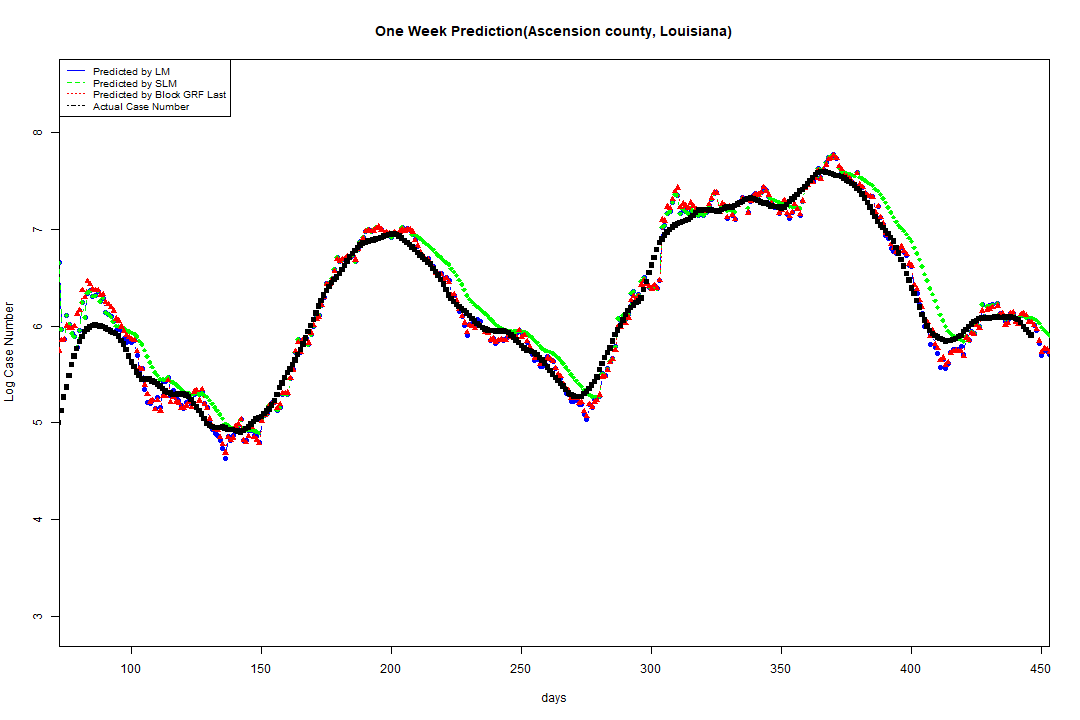 One Week Prediction(Ascension county, Louisiana)
Predicted by LM
Predicted by SLM
Predicted by Block GRF Last
Actual Case Number
Log Case Number
8
7
6
5
4
3
100 150 200 250 300 350 400 450
days